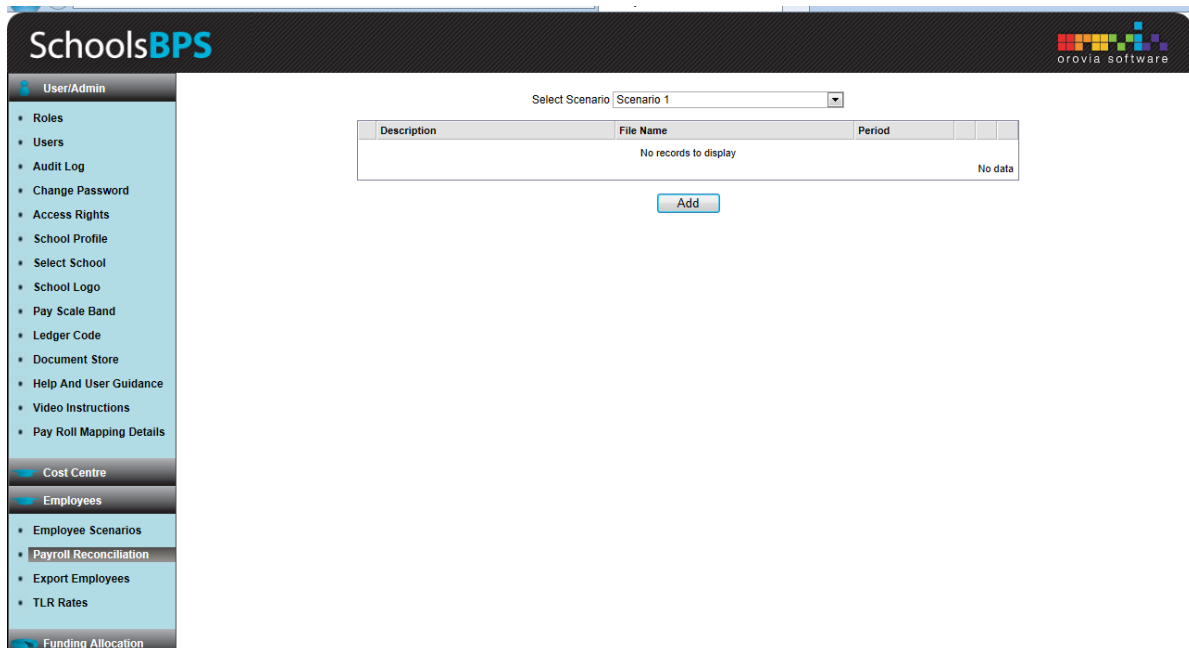 SchoolsBPS
orovia software
User/Admin
Roles
Users
Audit Log
Change Password
Access Rights
School Profile
Select School
School Logo
Pay Scale Band
Ledger Code
Document Store
Help And User Guidance
Video Instructions
Pay Roll Mapping Details
Cost Centre
Employees
Employee Scenarios
Payroll Reconciliation
Export Employees
TLR Rates
Funding Allocation
Select Scenario Scenario 1
Description File Name Period
No records to display
No data
Add